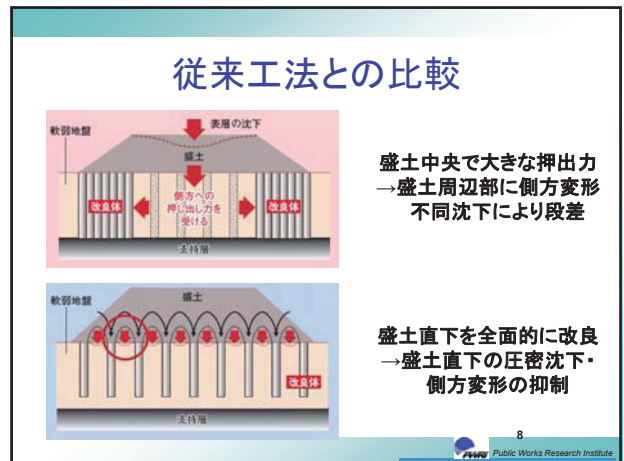 従来工法との比較
表層の沈下
軟弱地盤
盛土
改良体
側方への
押し出し力を
受ける
改良体
支持層
盛土中央で大きな押出力
→盛土周辺部に側方変形
不同沈下により段差
軟弱地盤
盛土
改良体
支持層
盛土直下を全面的に改良
→盛土直下の圧密沈下・
側方変形の抑制
8
PWRI Public Works Research Institute